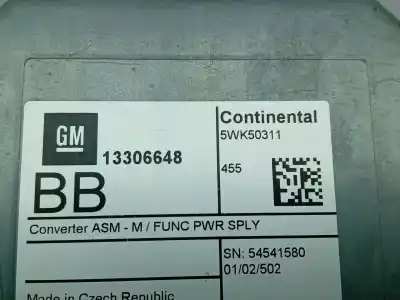 GM
13306648
BB
Continental
5WK50311
455
Converter ASM - M / FUNC PWR SPLY
SN: 54541580
01/02/502
Made in Czech Republic